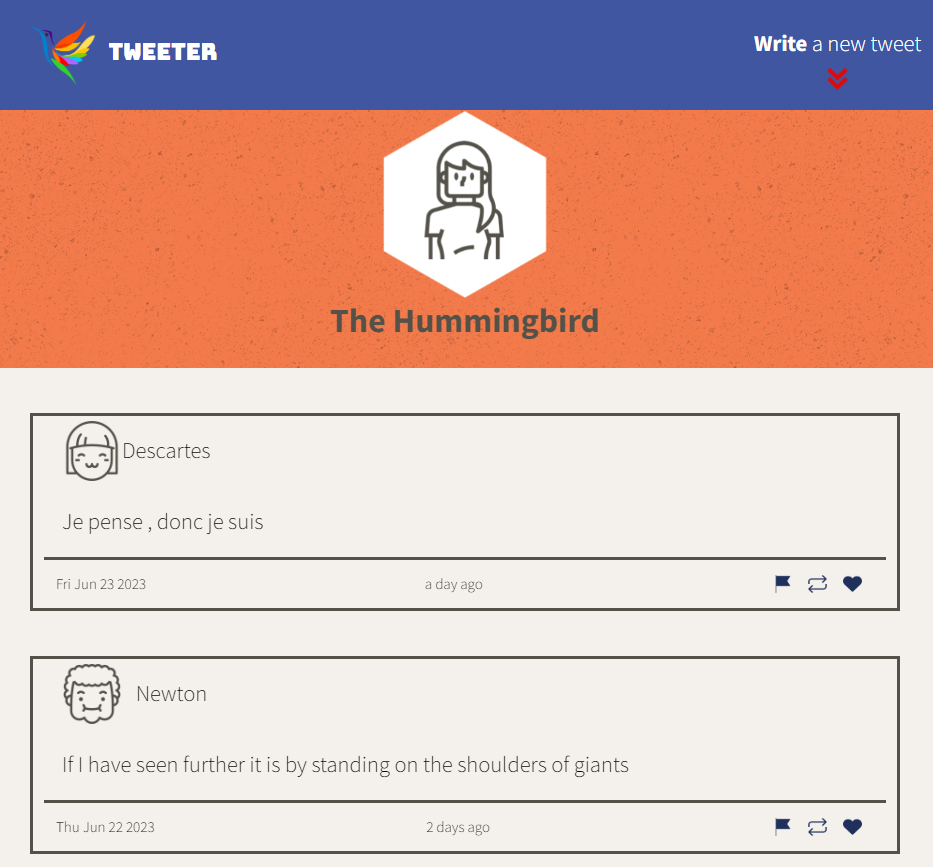 TWEETER
Write a new tweet
The Hummingbird
Descartes
Je pense , donc je suis
Fri Jun 23 2023 a day ago
Newton
If I have seen further it is by standing on the shoulders of giants
Thu Jun 22 2023 2 days ago